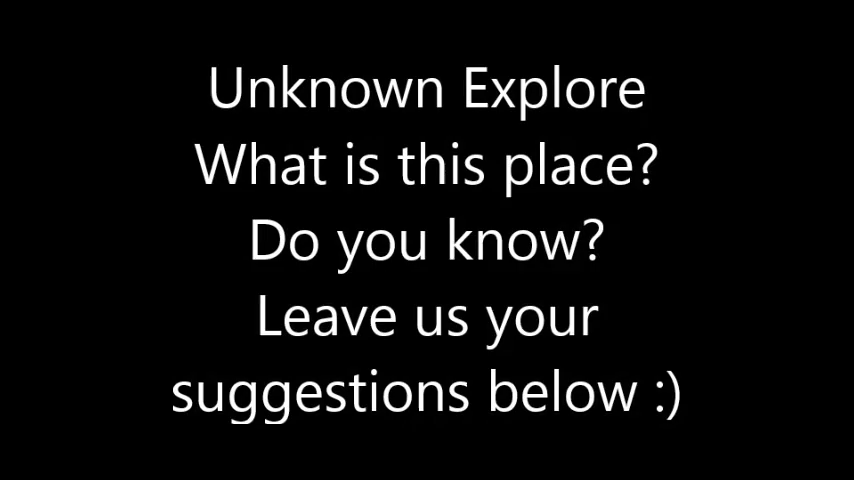 Unknown Explore
What is this place?
Do you know?
Leave us your
suggestions below :)